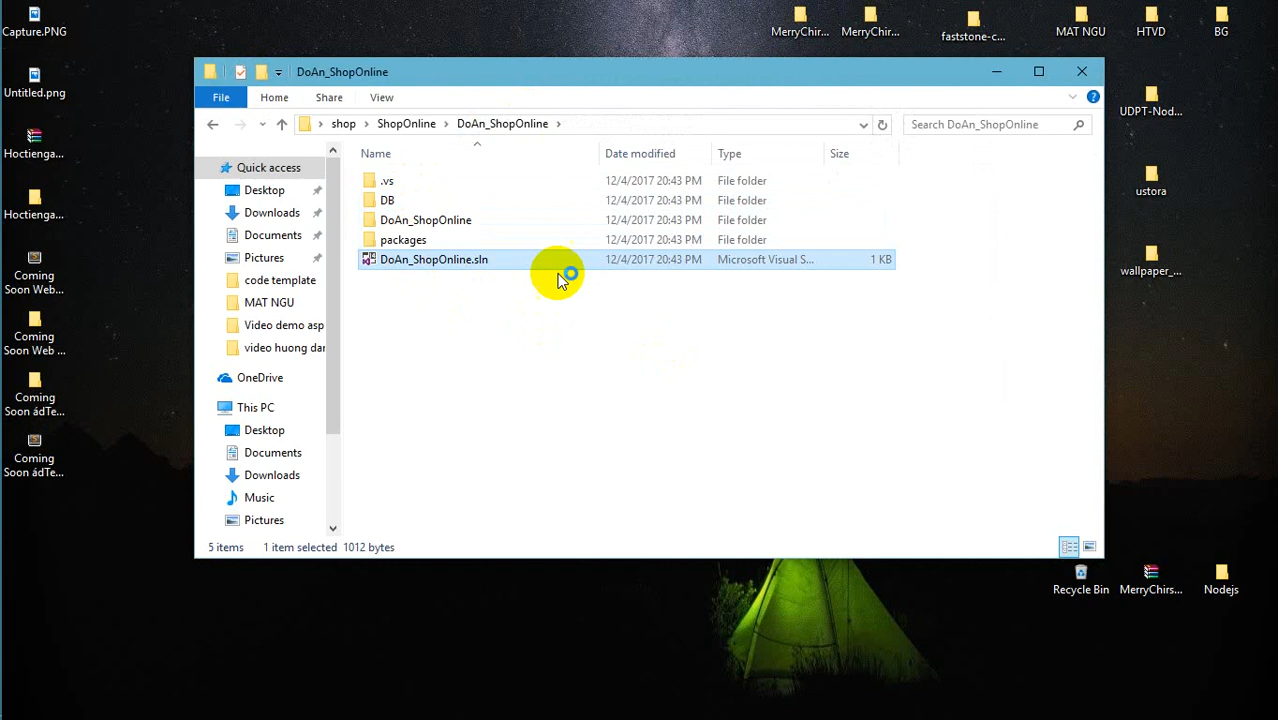 Capture.PNG
Untitled.png
Hoctienga...
Hoctienga...
Coming
Soon Web...
Coming
Soon Web ...
Coming
Soon ádTe...
Coming
Soon ádTe...
MerryChir...
MerryChir...
faststone-c...
MAT NGU
HTVD
BG
UDPT-Nod...
ustora
wallpaper_...
Recycle Bin
MerryChirs...
Nodejs
DoAn_ShopOnline
File
Home
Share
View
shop
ShopOnline
DoAn_ShopOnline
Search DoAn_ShopOnline
Quick access
Desktop
Downloads
Documents
Pictures
code template
MAT NGU
Video demo asp
video huong dar
OneDrive
This PC
Desktop
Documents
Downloads
Music
Pictures
Name Date modified Type Size
.vs 12/4/2017 20:43 PM File folder
DB 12/4/2017 20:43 PM File folder
DoAn_ShopOnline 12/4/2017 20:43 PM File folder
packages 12/4/2017 20:43 PM File folder
DoAn_ShopOnline.sln 12/4/2017 20:43 PM Microsoft Visual S... 1 KB
5 items 1 item selected 1012 bytes